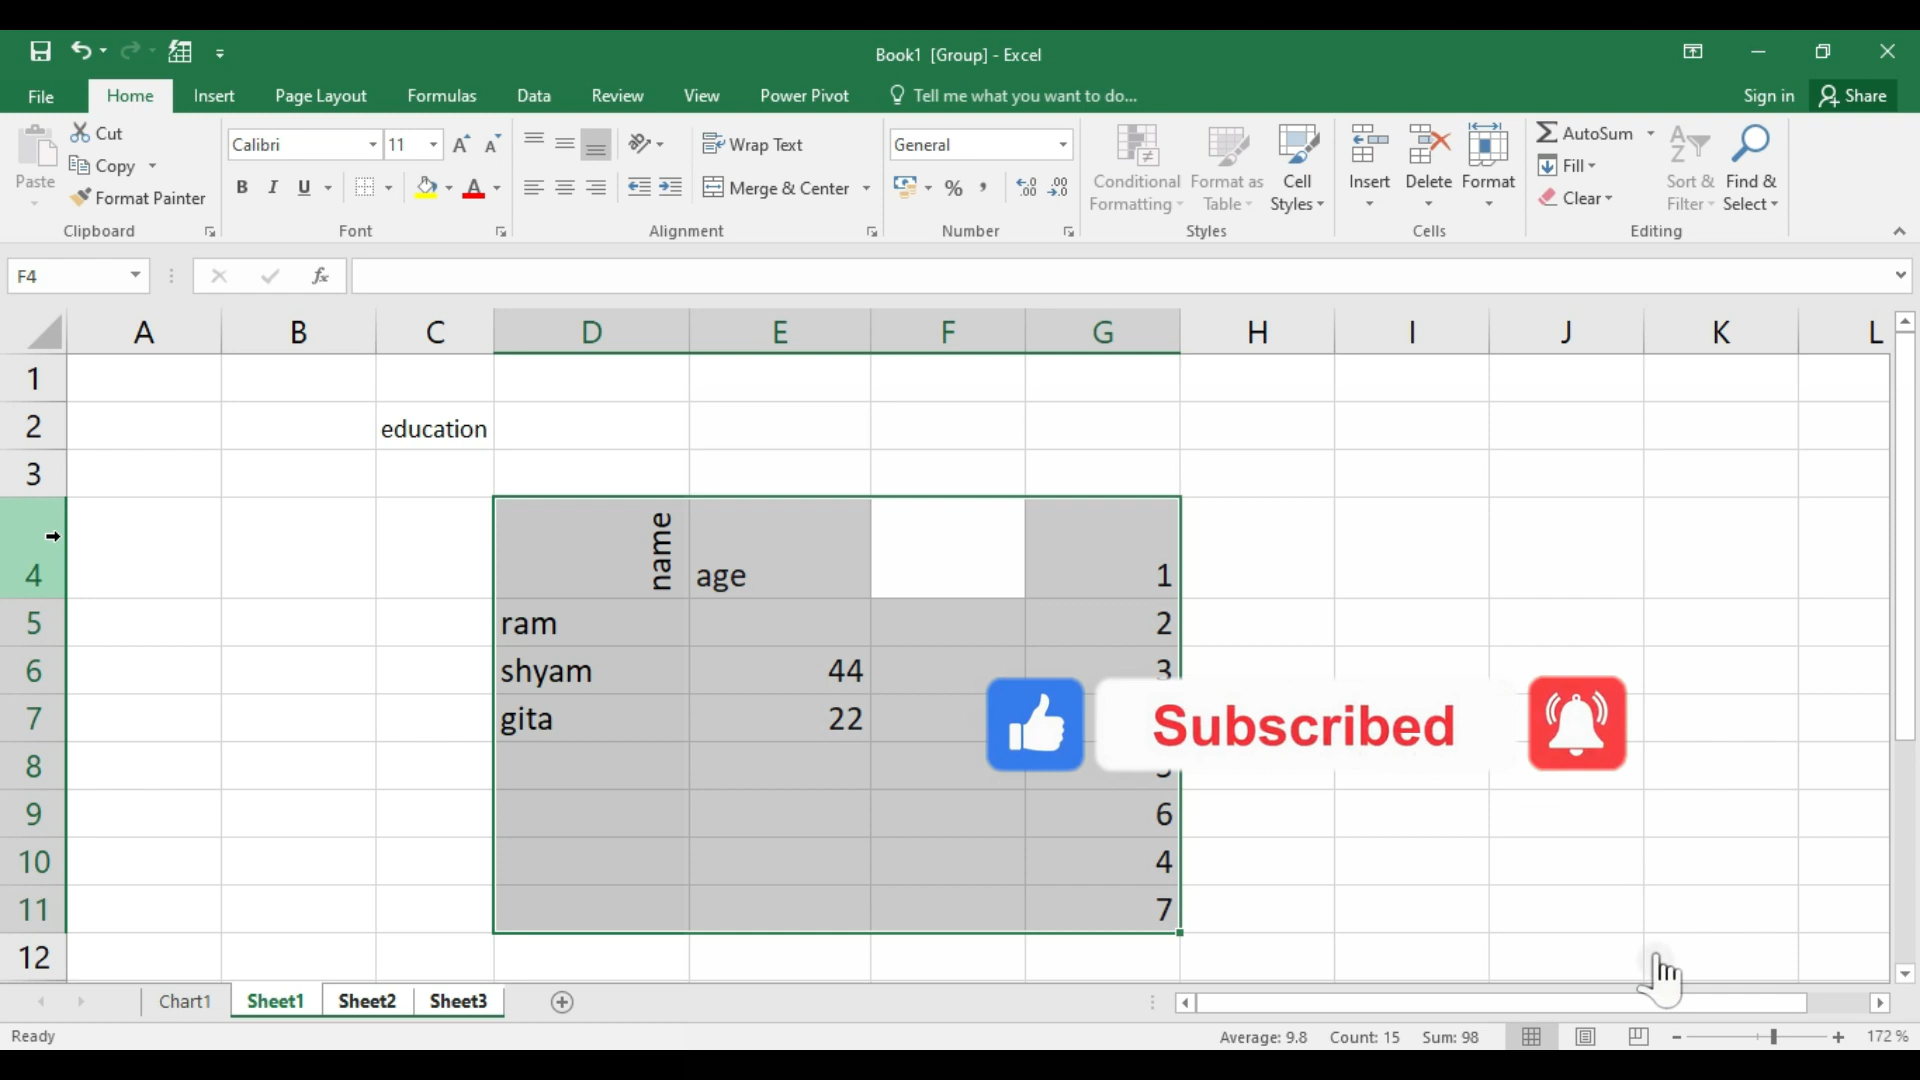 Book1 [Group] - Excel
File Home Insert Page Layout Formulas Data Review View Power Pivot Tell me what you want to do... Sign in Share
Paste Cut Copy Format Painter Clipboard
Calibri 11 B I U A Font
Wrap Text Merge & Center Alignment
General % Number
Conditional Formatting Format as Table Cell Styles Styles
Insert Delete Format Cells
AutoSum Fill Clear Sort & Filter Find & Select Editing
F4 fx
A B C D E F G H I J K L
1
2 education
3
4 name age 1
5 ram 2
6 shyam 44 3
7 gita 22
Subscribed
8
9 6
10 4
11 7
12
Chart1 Sheet1 Sheet2 Sheet3
Ready Average: 9.8 Count: 15 Sum: 98 172 %